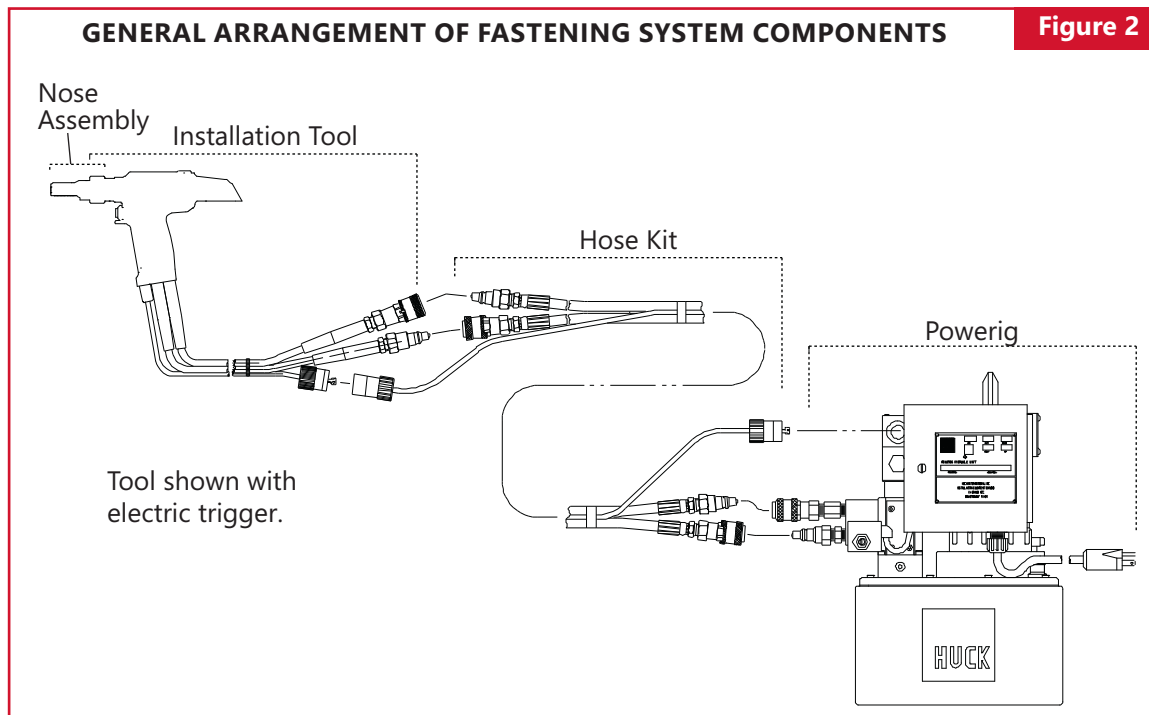 GENERAL ARRANGEMENT OF FASTENING SYSTEM COMPONENTS
Figure 2
Nose
Assembly
Installation Tool
Hose Kit
Powerig
Tool shown with
electric trigger.
HUCK